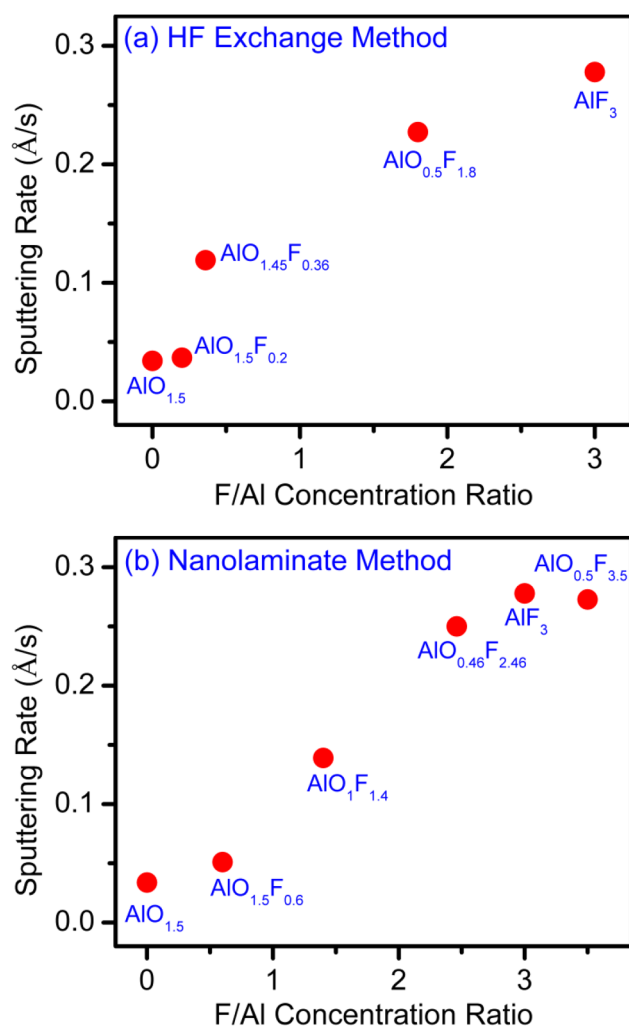 (a) HF Exchange Method
0.3
0.2
0.1
0.0
Sputtering Rate (Å/s)
AlF₃
AlO₀.₅F₁.₈
AlO₁.₄₅F₀.₃₆
AlO₁.₅F₀.₂
AlO₁.₅
0 1 2 3
F/Al Concentration Ratio
(b) Nanolaminate Method
0.3
0.2
0.1
0.0
Sputtering Rate (Å/s)
AlO₀.₅F₃.₅
AlF₃
AlO₀.₄₆F₂.₄₆
AlO₁F₁.₄
AlO₁.₅F₀.₆
AlO₁.₅
0 1 2 3
F/Al Concentration Ratio